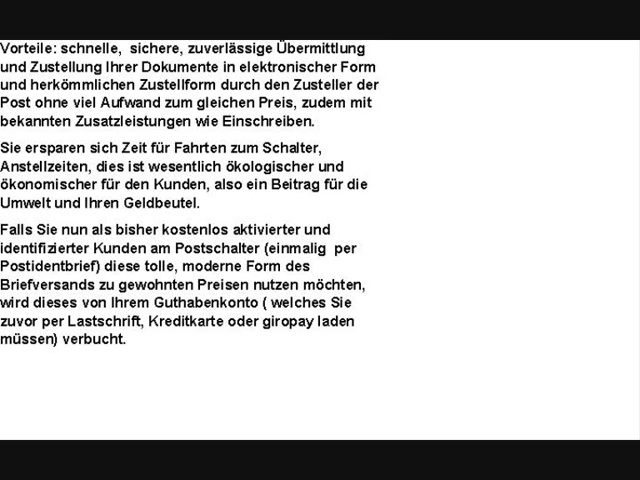 Vorteile: schnelle,  sichere, zuverlässige Übermittlung
und Zustellung Ihrer Dokumente in elektronischer Form
und herkömmlichen Zustellform durch den Zusteller der
Post ohne viel Aufwand zum gleichen Preis, zudem mit
bekannten Zusatzleistungen wie Einschreiben.
Sie ersparen sich Zeit für Fahrten zum Schalter,
Anstellzeiten, dies ist wesentlich ökologischer und
ökonomischer für den Kunden, also ein Beitrag für die
Umwelt und Ihren Geldbeutel.
Falls Sie nun als bisher kostenlos aktivierter und
identifizierter Kunden am Postschalter (einmalig  per
Postidentbrief) diese tolle, moderne Form des
Briefversands zu gewohnten Preisen nutzen möchten,
wird dieses von Ihrem Guthabenkonto ( welches Sie
zuvor per Lastschrift, Kreditkarte oder giropay laden
müssen) verbucht.